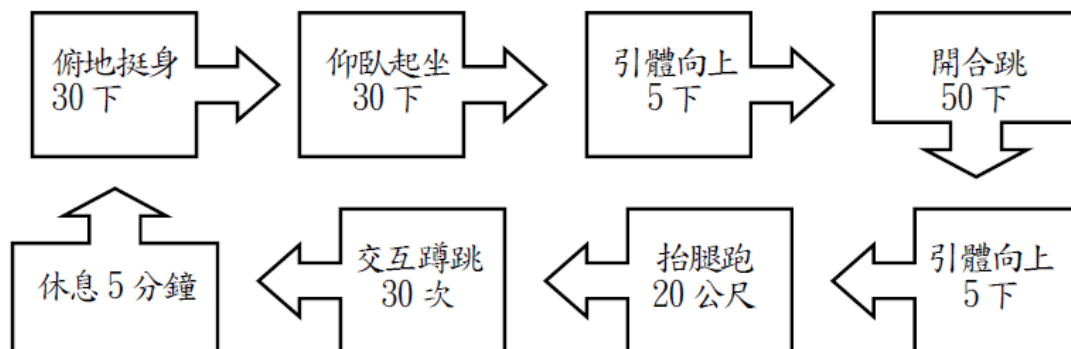 俯地挺身
30 下
仰臥起坐
30 下
引體向上
5 下
開合跳
50 下
引體向上
5 下
抬腿跑
20 公尺
交互蹲跳
30 次
休息 5 分鐘